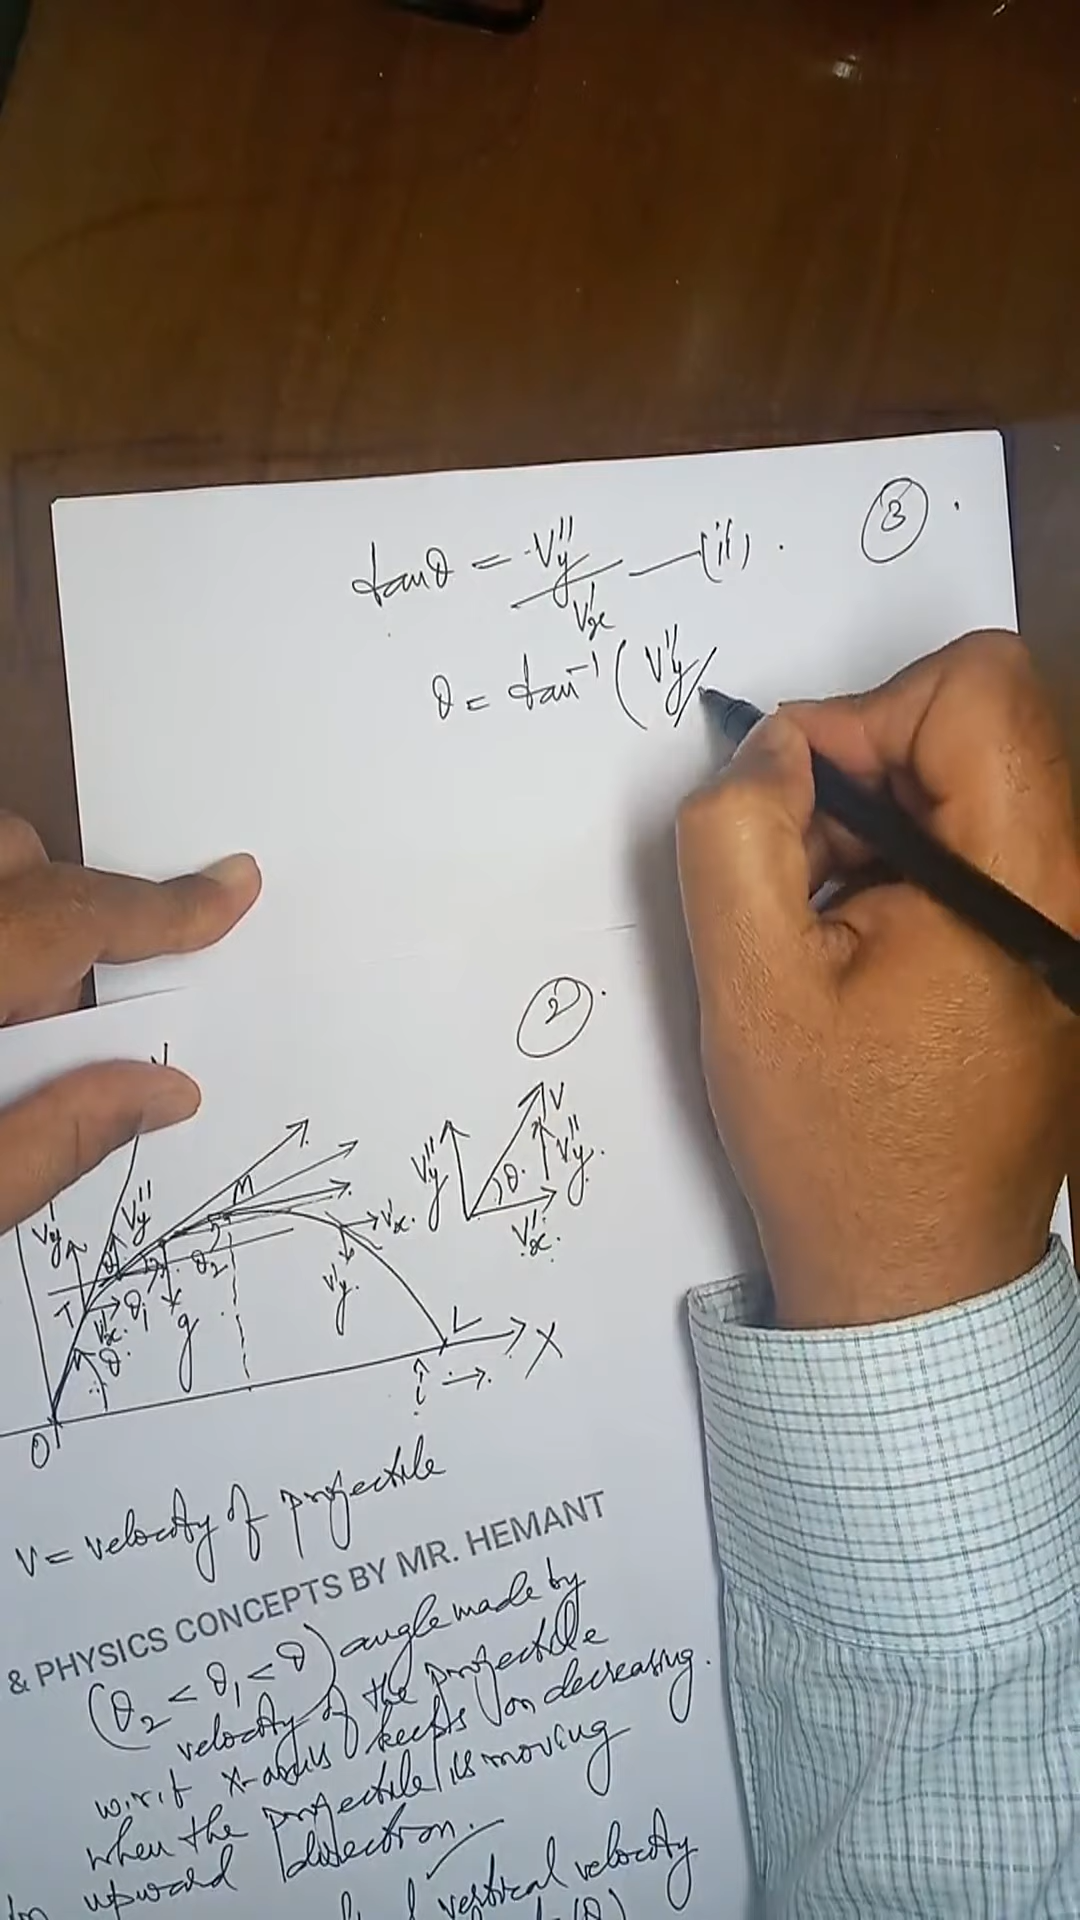 ③
tanθ = V''y / V'x —(ii).
θ = tan⁻¹ (V''y/
②
V
V''y
V''y
θ
V'x
V'y
V''y
M
V'x
θ2
V'y
T
θ1
V'x
g
θ
L
X
î →
O
V = velocity of projectile
& PHYSICS CONCEPTS BY MR. HEMANT
(θ2 < θ1 < θ) angle made by
velocity of the projectile
w.r.t x-axis keeps on decreasing.
when the projectile is moving
in upward direction.
vertical velocity
(θ)